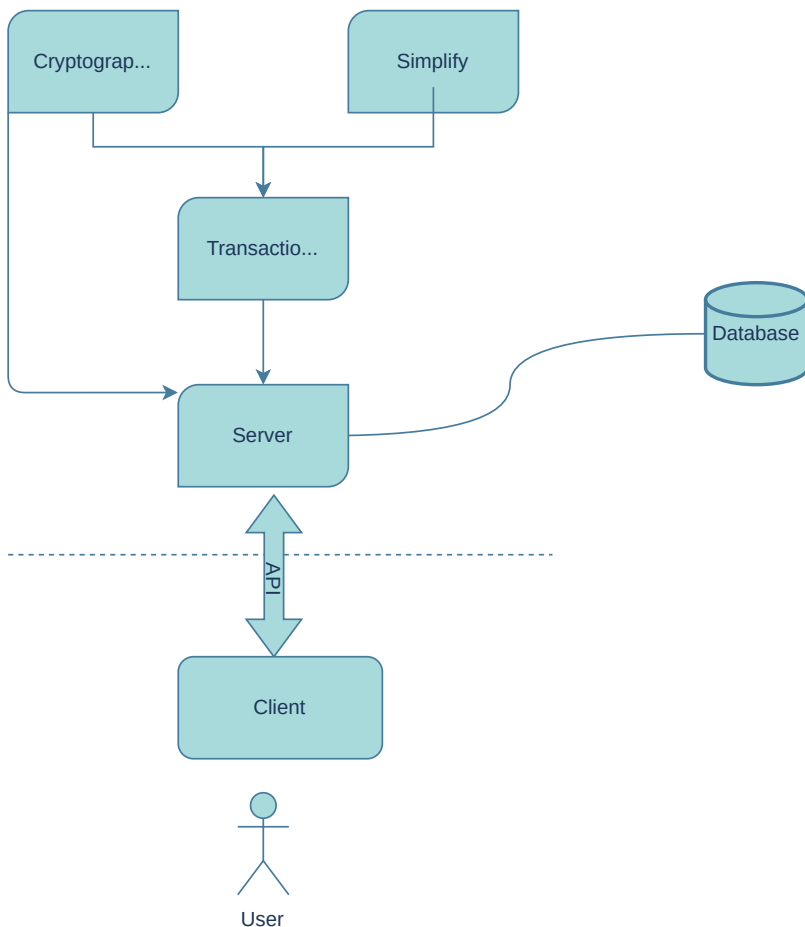 Cryptograp...
Simplify
Transactio...
Database
Server
API
Client
User